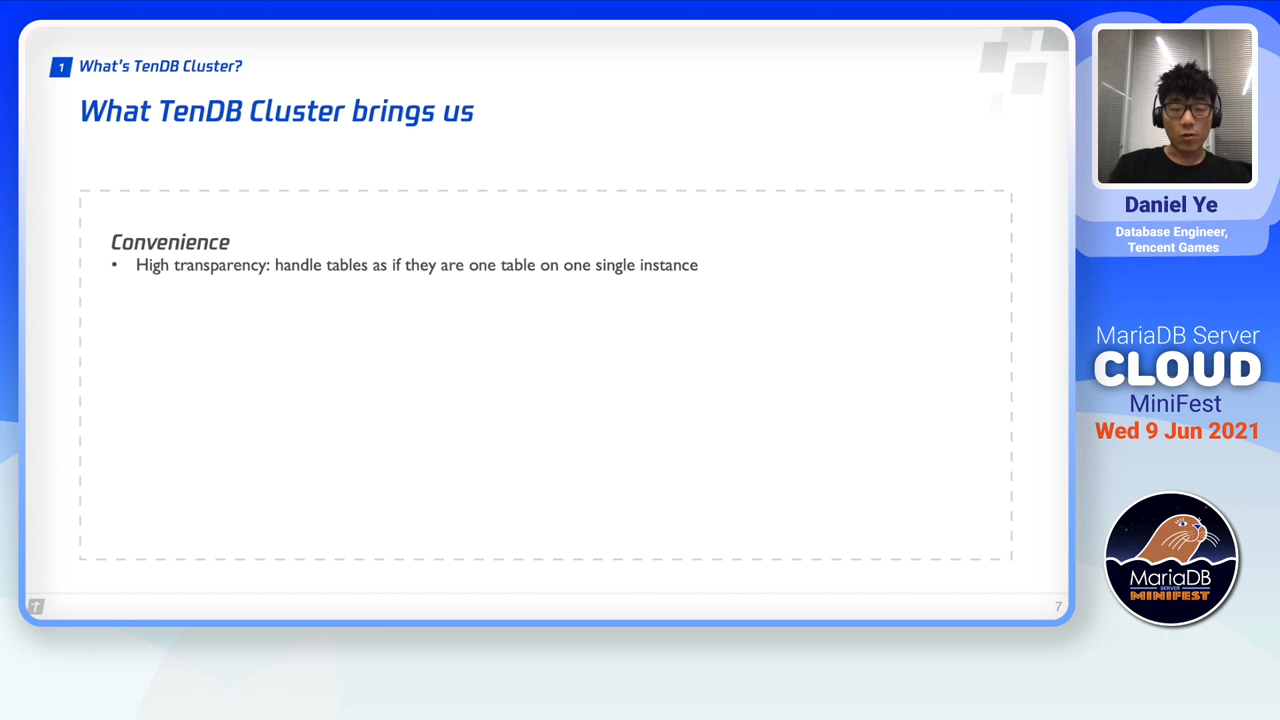 1 What's TenDB Cluster?
What TenDB Cluster brings us
Convenience
• High transparency: handle tables as if they are one table on one single instance
7
Daniel Ye
Database Engineer,
Tencent Games
MariaDB Server
CLOUD
MiniFest
Wed 9 Jun 2021
MariaDB
SERVER
MINIFEST